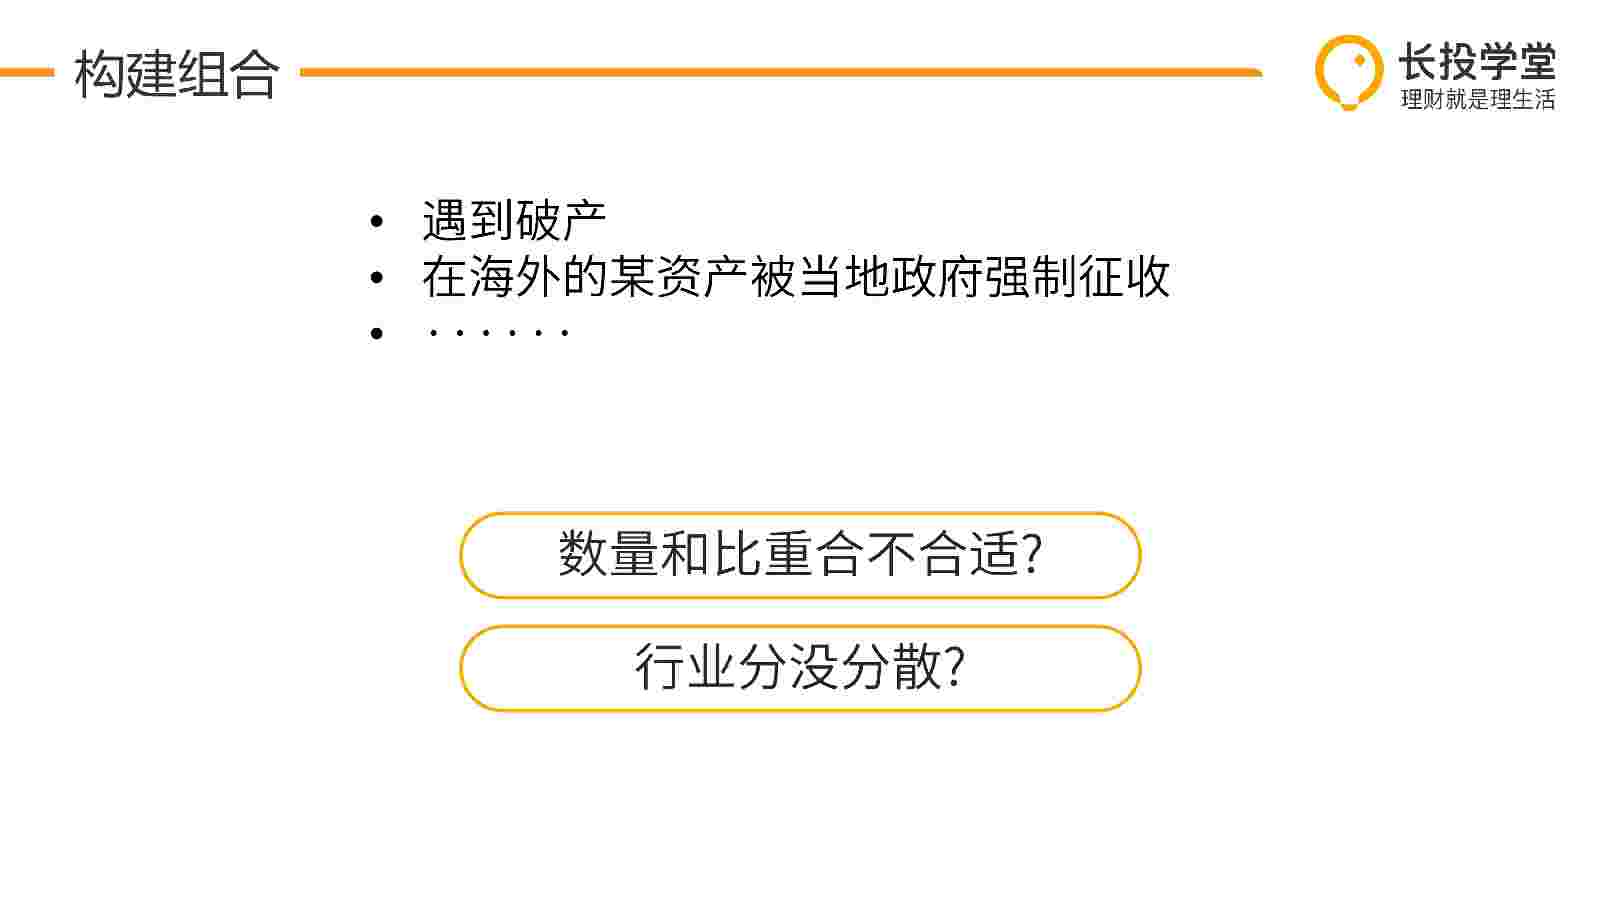 构建组合
长投学堂
理财就是理生活
• 遇到破产
• 在海外的某资产被当地政府强制征收
• ······
数量和比重合不合适?
行业分没分散?